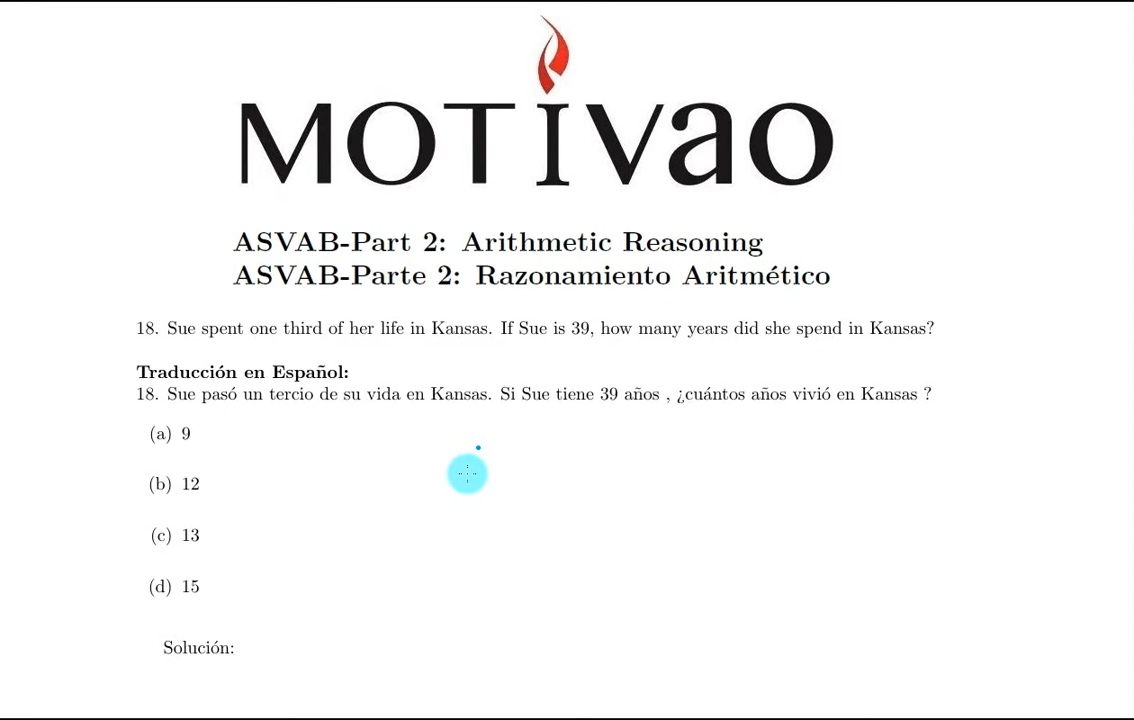 MOTIVaO
ASVAB-Part 2: Arithmetic Reasoning
ASVAB-Parte 2: Razonamiento Aritmético
18. Sue spent one third of her life in Kansas. If Sue is 39, how many years did she spend in Kansas?
Traducción en Español:
18. Sue pasó un tercio de su vida en Kansas. Si Sue tiene 39 años , ¿cuántos años vivió en Kansas ?
(a) 9
(b) 12
(c) 13
(d) 15
Solución: